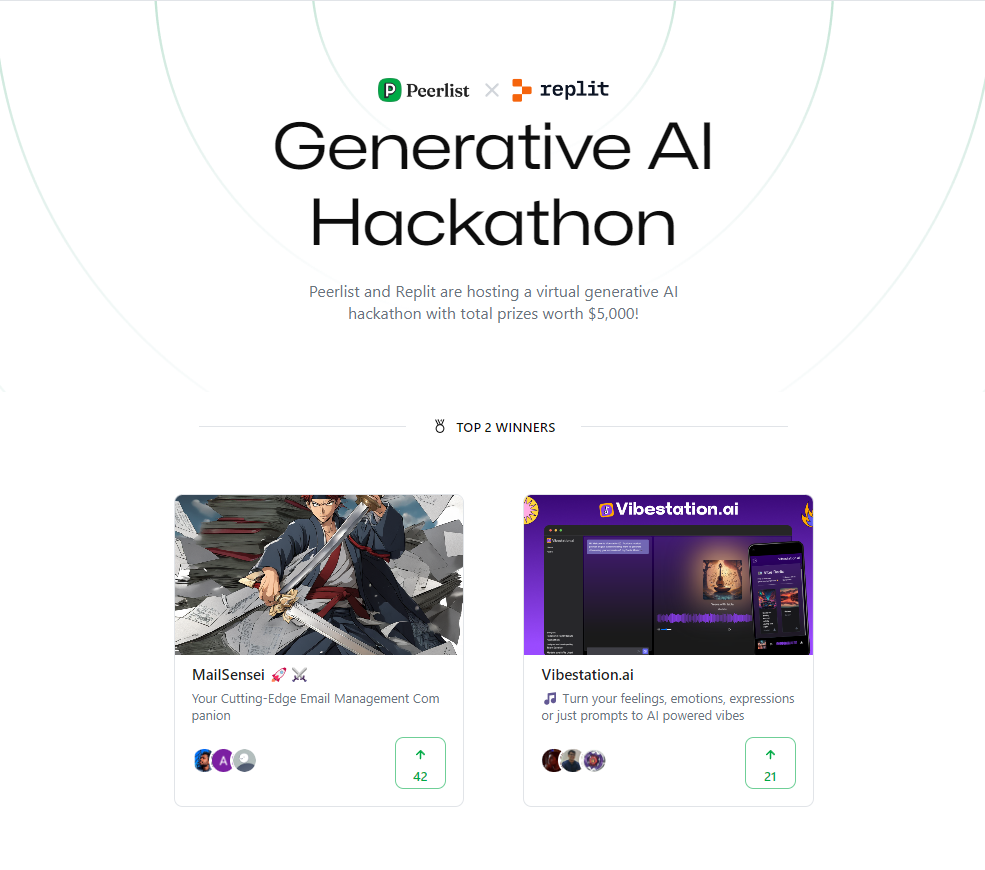 Peerlist × replit
Generative AI
Hackathon
Peerlist and Replit are hosting a virtual generative AI
hackathon with total prizes worth $5,000!
TOP 2 WINNERS
Vibestation.ai
MailSensei 🚀 ⚔️
Your Cutting-Edge Email Management Com
panion
A
42
Vibestation.ai
🎵 Turn your feelings, emotions, expressions
or just prompts to AI powered vibes
21